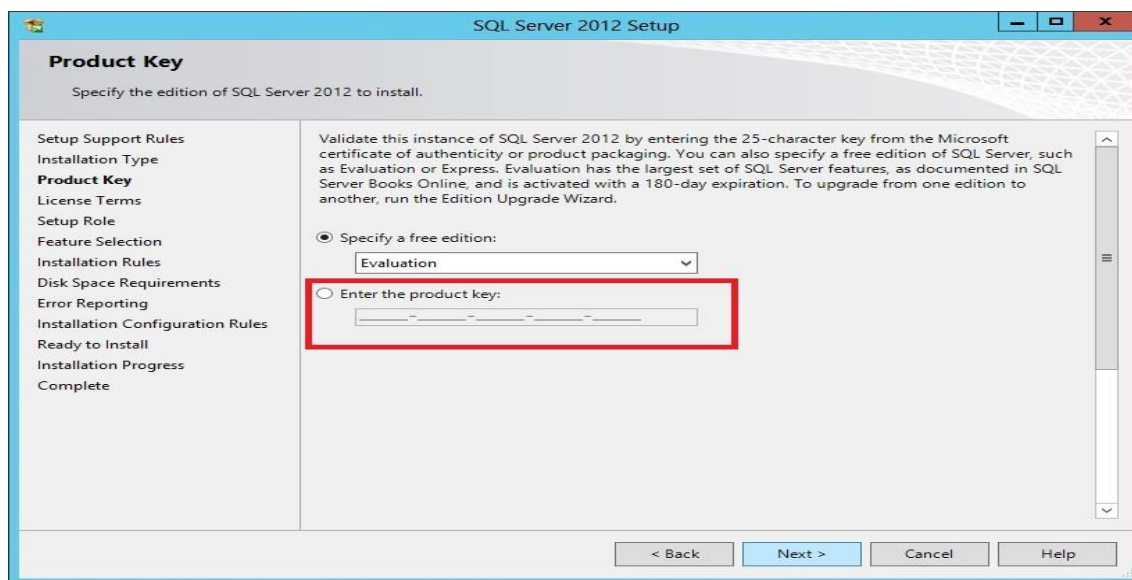 SQL Server 2012 Setup
Product Key
Specify the edition of SQL Server 2012 to install.
Setup Support Rules
Installation Type
Product Key
License Terms
Setup Role
Feature Selection
Installation Rules
Disk Space Requirements
Error Reporting
Installation Configuration Rules
Ready to Install
Installation Progress
Complete
Validate this instance of SQL Server 2012 by entering the 25-character key from the Microsoft
certificate of authenticity or product packaging. You can also specify a free edition of SQL Server, such
as Evaluation or Express. Evaluation has the largest set of SQL Server features, as documented in SQL
Server Books Online, and is activated with a 180-day expiration. To upgrade from one edition to
another, run the Edition Upgrade Wizard.
Specify a free edition:
Evaluation
Enter the product key:
_____-_____-_____-_____-_____
< Back Next > Cancel Help